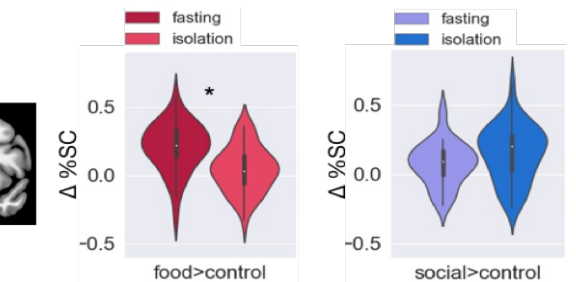 fasting
isolation
*
0.5
0.0
−0.5
Δ %SC
food>control
fasting
isolation
0.5
0.0
−0.5
Δ %SC
social>control